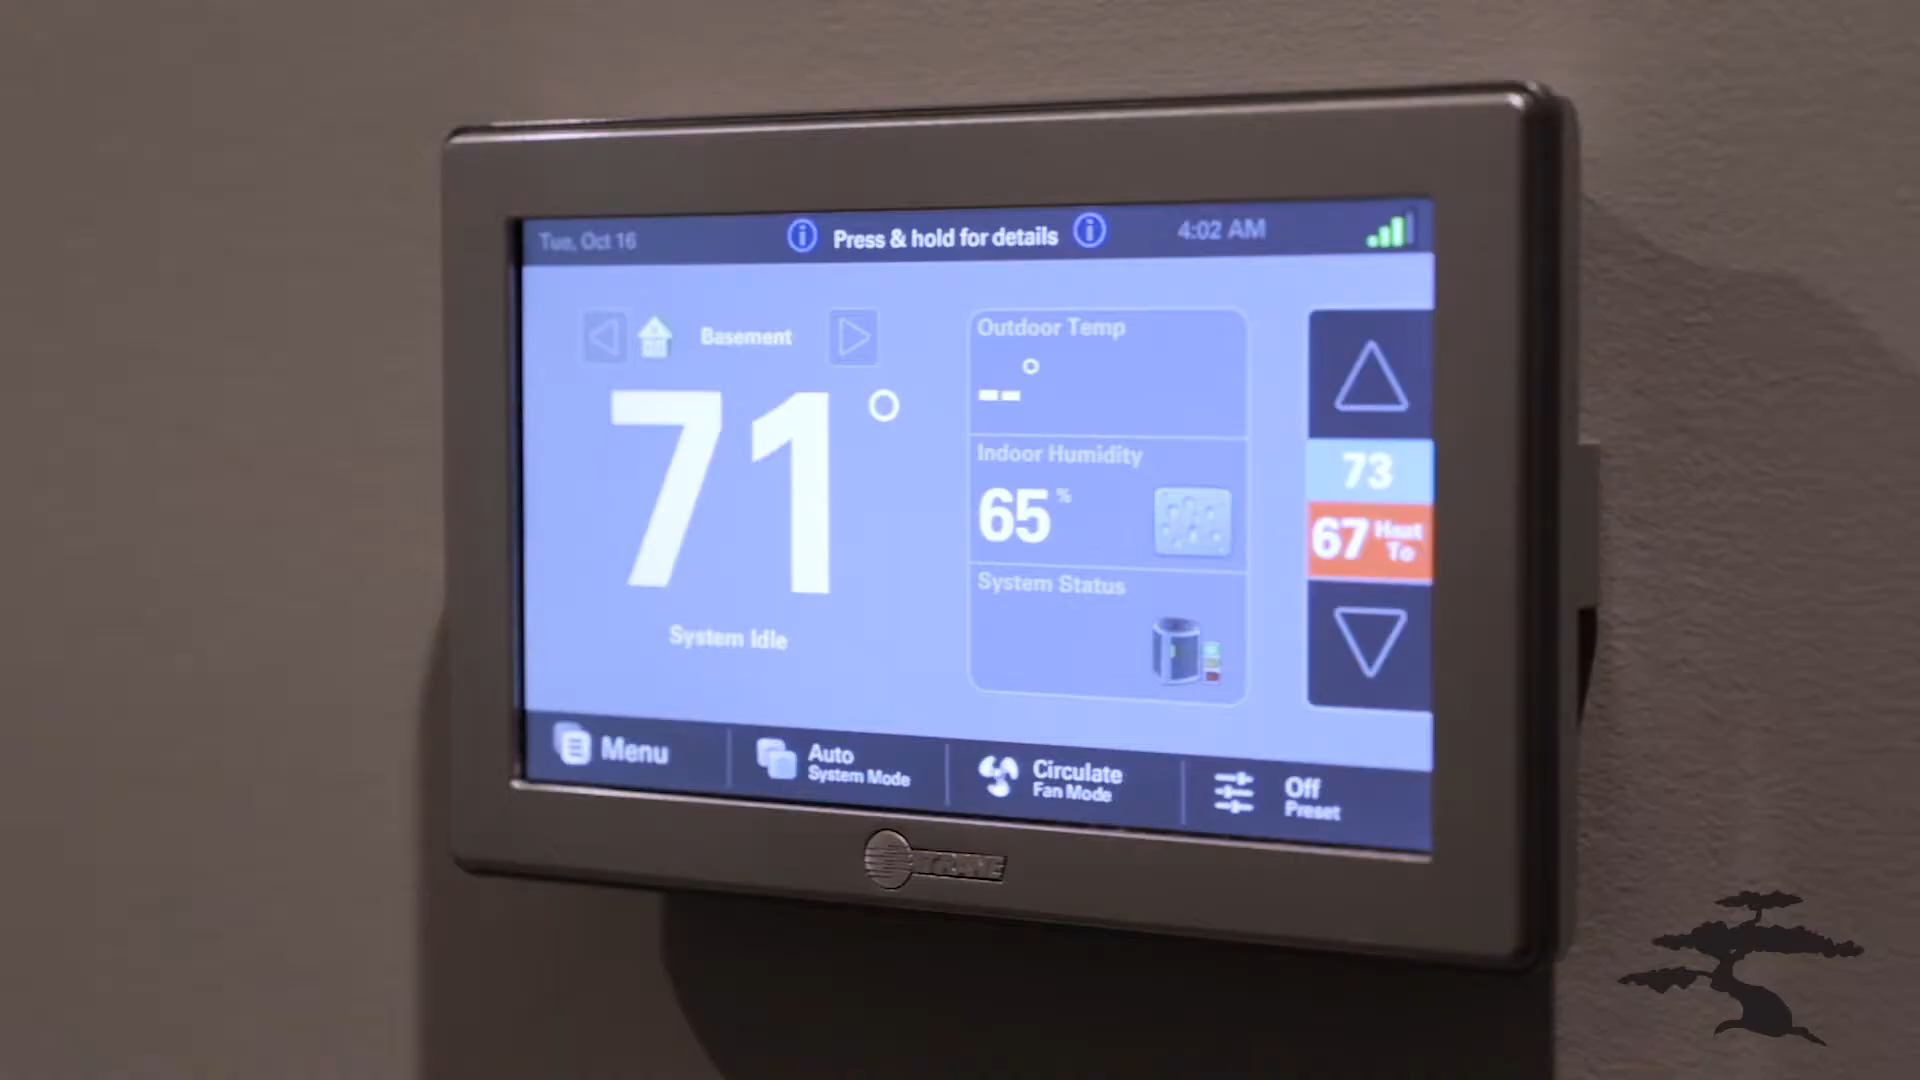 Tue, Oct 16
Press & hold for details
4:02 AM
Basement
71°
System Idle
Outdoor Temp
--°
Indoor Humidity
65%
System Status
73
67 Heat To
Menu
Auto
System Mode
Circulate
Fan Mode
Off
Preset
TRANE